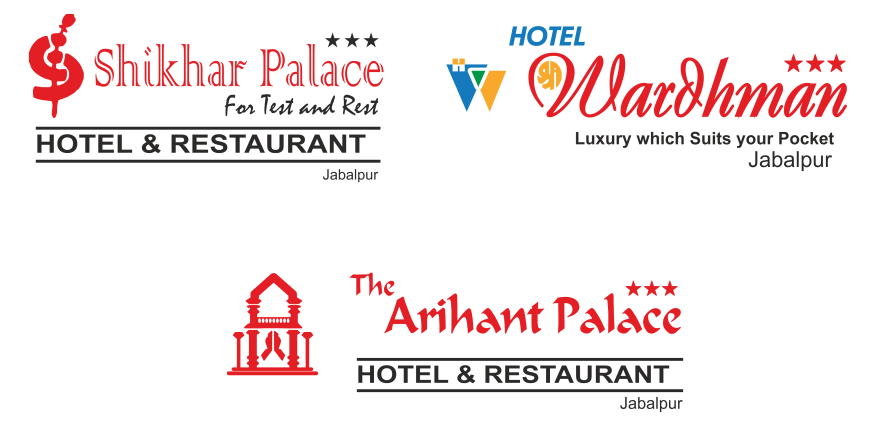 Shikhar Palace
For Test and Rest
HOTEL & RESTAURANT
Jabalpur
HOTEL
श्री
Wardhman
Luxury which Suits your Pocket
Jabalpur
The
Arihant Palace
HOTEL & RESTAURANT
Jabalpur